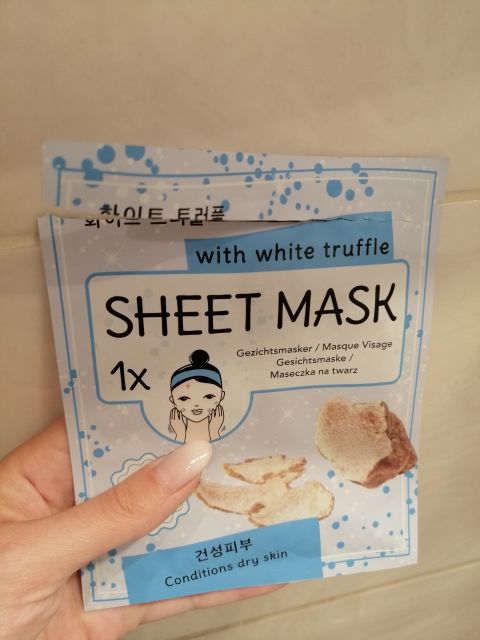 화이트 트러플
with white truffle
SHEET MASK
Gezichtsmasker / Masque Visage
Gesichtsmaske /
Maseczka na twarz
1x
건성피부
Conditions dry skin